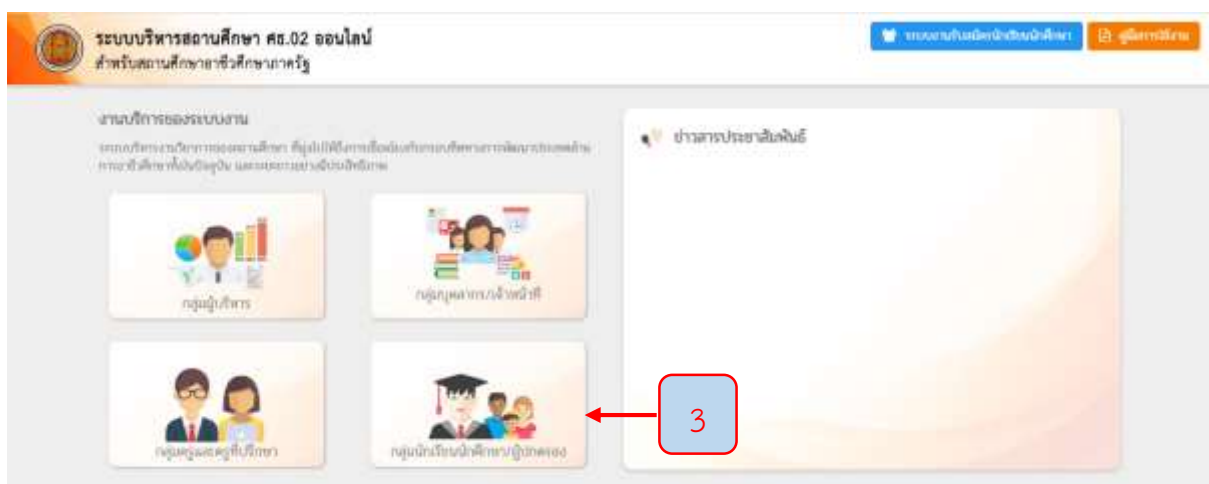 ระบบบริหารสถานศึกษา ศธ.02 ออนไลน์
สำหรับสถานศึกษาอาชีวศึกษาภาครัฐ
ระบบงานรับสมัครนักเรียนนักศึกษา
คู่มือการใช้งาน
งานบริการของระบบงาน
ข่าวสารประชาสัมพันธ์
กลุ่มผู้บริหาร
กลุ่มบุคลากร/เจ้าหน้าที่
กลุ่มครูและครูที่ปรึกษา
กลุ่มนักเรียนนักศึกษา/ผู้ปกครอง
3